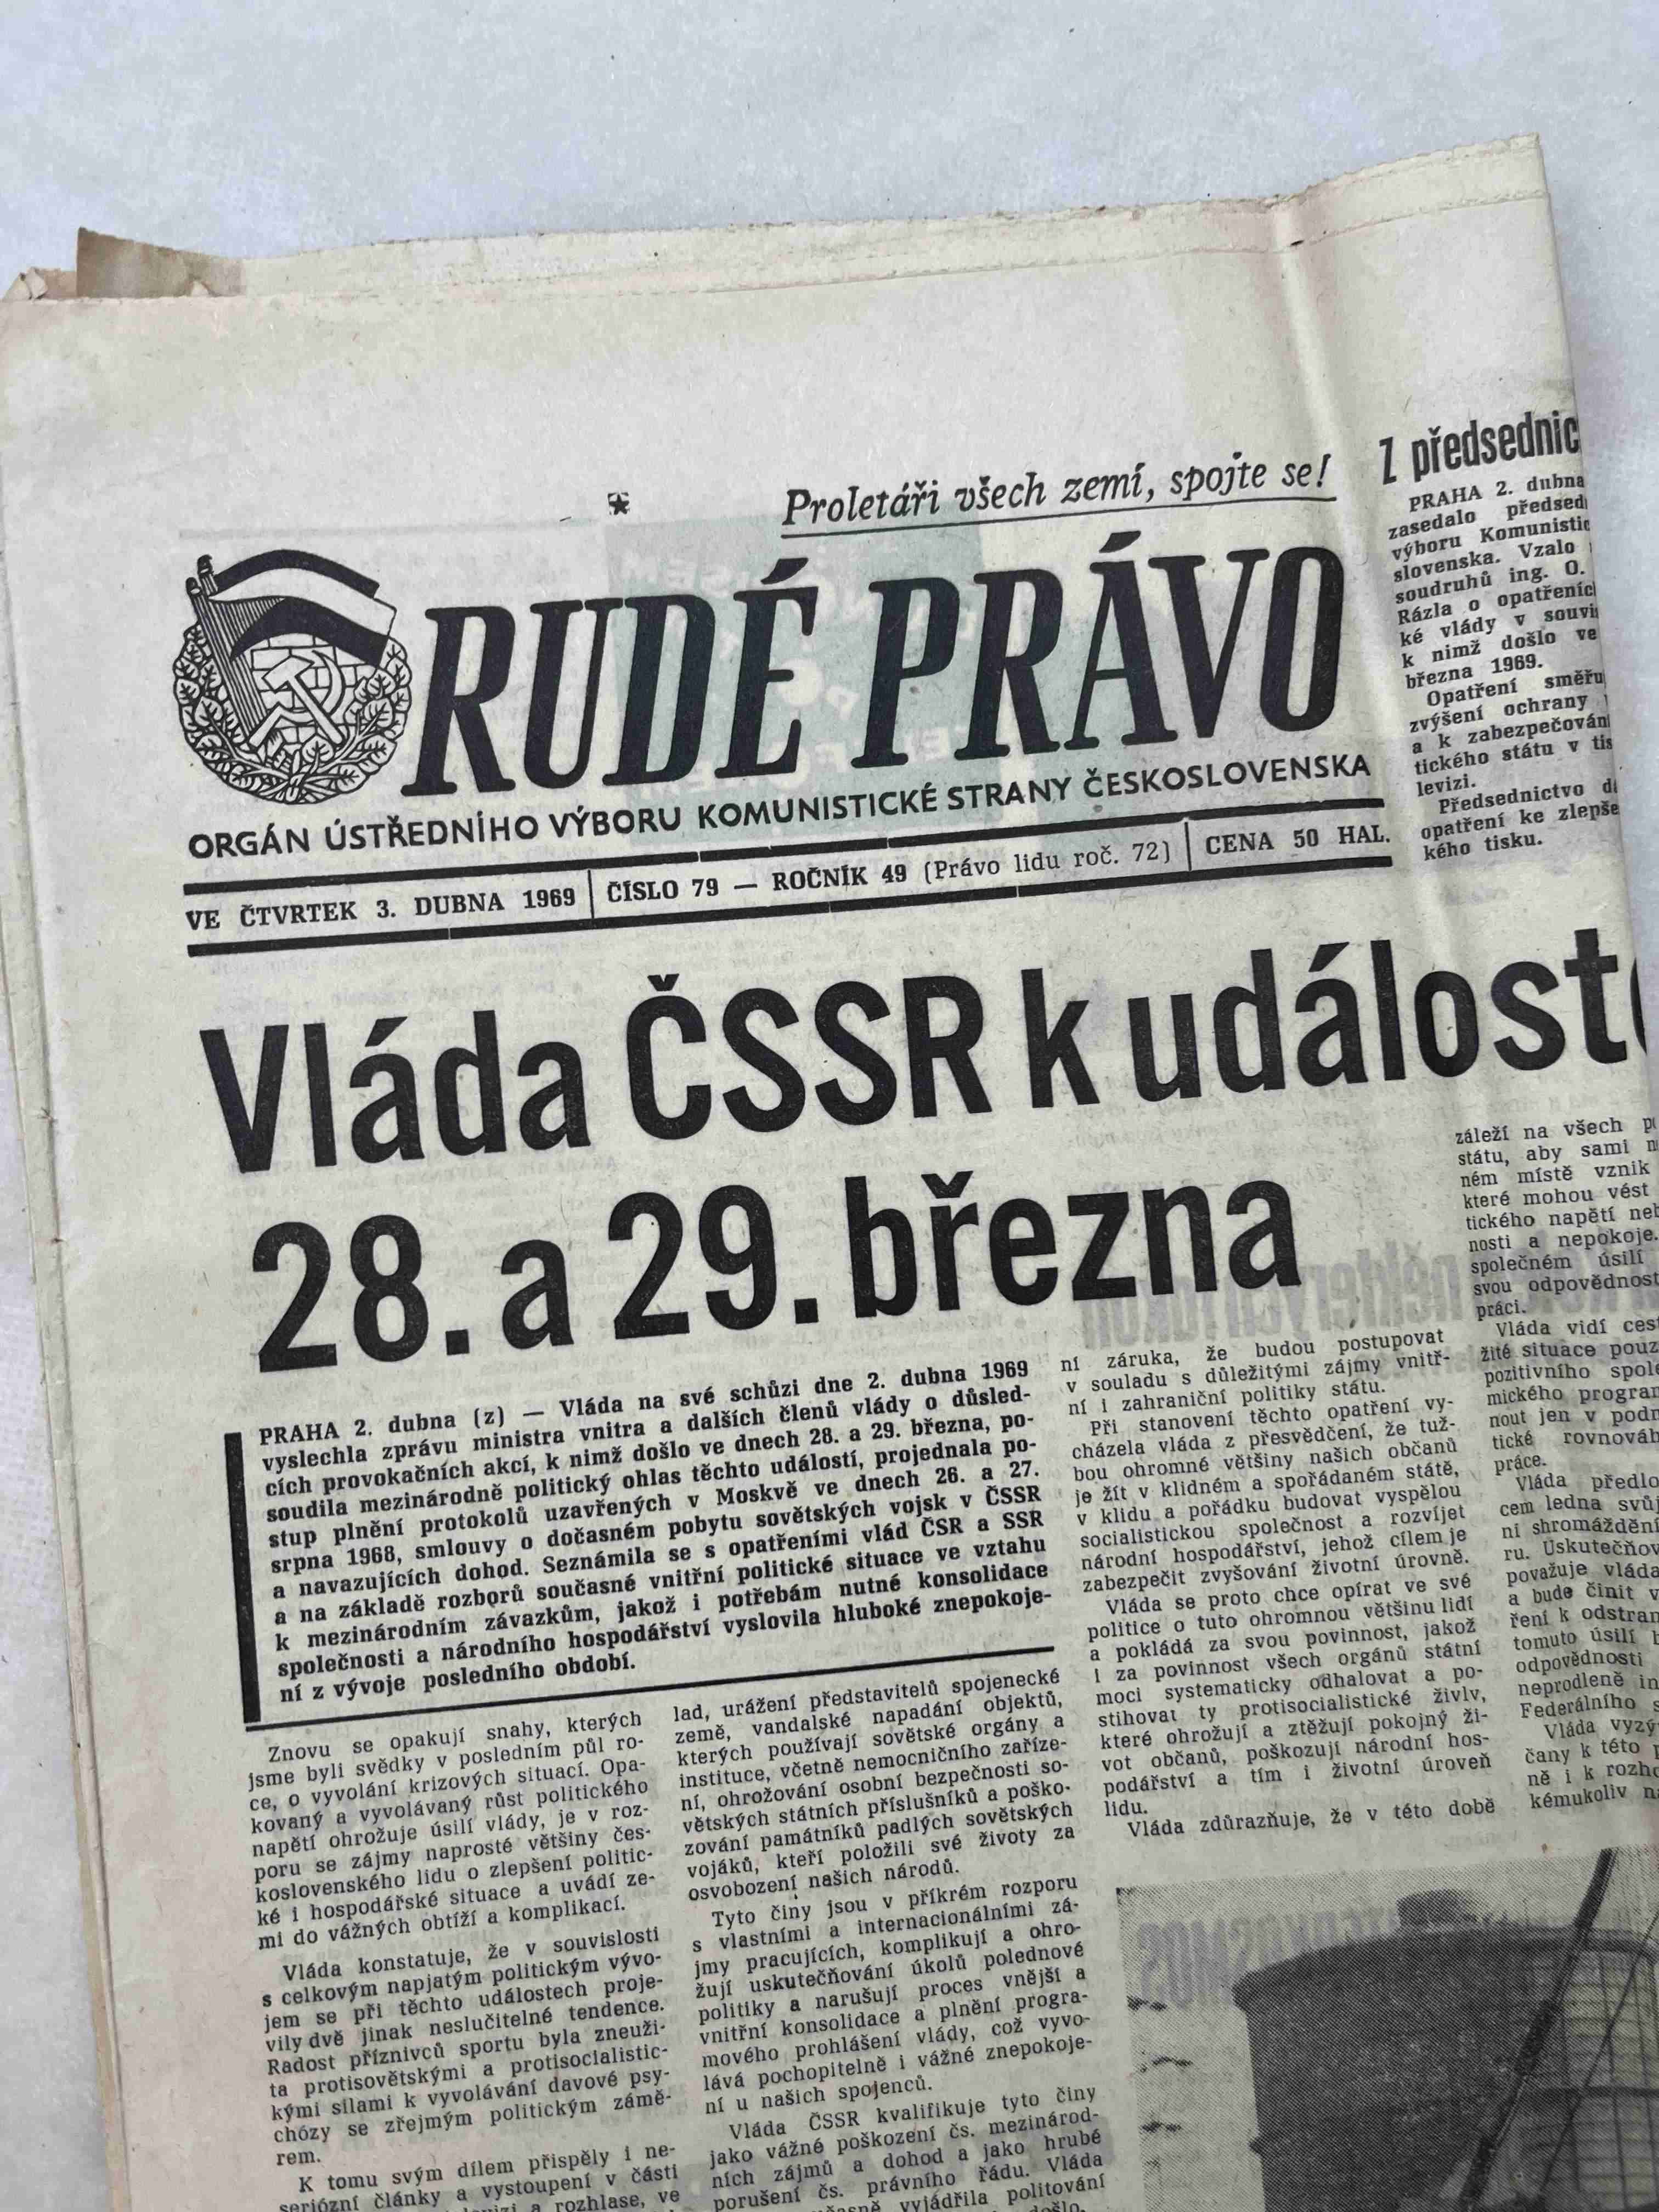 Proletáři všech zemí, spojte se!
RUDÉ PRÁVO
ORGÁN ÚSTŘEDNÍHO VÝBORU KOMUNISTICKÉ STRANY ČESKOSLOVENSKA
VE ČTVRTEK 3. DUBNA 1969
ČÍSLO 79 — ROČNÍK 49 (Právo lidu roč. 72)
CENA 50 HAL.
Z předsednic
PRAHA 2. dubna
zasedalo předsed
výboru Komunistic
slovenska. Vzalo
soudruhů ing. O.
Rázla o opatřeníc
ké vlády v souvi
k nimž došlo ve
března 1969.
Opatření směřu
zvýšení ochrany
a k zabezpečován
tického státu v tis
levizi.
Předsednictvo d
opatření ke zlepše
kého tisku.
Vláda ČSSR k událost
28. a 29. března
PRAHA 2. dubna (z) — Vláda na své schůzi dne 2. dubna 1969
vyslechla zprávu ministra vnitra a dalších členů vlády o důsled-
cích provokačních akcí, k nimž došlo ve dnech 28. a 29. března, po-
soudila mezinárodně politický ohlas těchto událostí, projednala po-
stup plnění protokolů uzavřených v Moskvě ve dnech 26. a 27.
srpna 1968, smlouvy o dočasném pobytu sovětských vojsk v ČSSR
a navazujících dohod. Seznámila se s opatřeními vlád ČSR a SSR
a na základě rozborů současné vnitřní politické situace ve vztahu
k mezinárodním závazkům, jakož i potřebám nutné konsolidace
společnosti a národního hospodářství vyslovila hluboké znepokoje-
ní z vývoje posledního období.
Znovu se opakují snahy, kterých
jsme byli svědky v posledním půl ro-
ce, o vyvolání krizových situací. Opa-
kovaný a vyvolávaný růst politického
napětí ohrožuje úsilí vlády, je v roz-
poru se zájmy naprosté většiny čes-
koslovenského lidu o zlepšení politic-
ké i hospodářské situace a uvádí ze-
mi do vážných obtíží a komplikací.
Vláda konstatuje, že v souvislosti
s celkovým napjatým politickým vývo-
jem se při těchto událostech proje-
vily dvě jinak neslučitelné tendence.
Radost příznivců sportu byla zneuži-
ta protisovětskými a protisocialistic-
kými silami k vyvolávání davové psy-
chózy se zřejmým politickým zámě-
rem.
K tomu svým dílem přispěly i ne-
seriózní články a vystoupení v části
a rozhlase, ve
lad, urážení představitelů spojenecké
země, vandalské napadání objektů,
kterých používají sovětské orgány a
instituce, včetně nemocničního zaříze-
ní, ohrožování osobní bezpečnosti so-
větských státních příslušníků a poško-
zování památníků padlých sovětských
vojáků, kteří položili své životy za
osvobození našich národů.
Tyto činy jsou v příkrém rozporu
s vlastními a internacionálními zá-
jmy pracujících, komplikují a ohro-
žují uskutečňování úkolů polednové
politiky a narušují proces vnější a
vnitřní konsolidace a plnění progra-
mového prohlášení vlády, což vyvo-
lává pochopitelně i vážné znepokoje-
ní u našich spojenců.
Vláda ČSSR kvalifikuje tyto činy
jako vážné poškození čs. mezinárod-
ních zájmů a dohod a jako hrubé
porušení čs. právního řádu. Vláda
vyjádřila politování
ní záruka, že budou postupovat
v souladu s důležitými zájmy vnitř-
ní i zahraniční politiky státu.
Při stanovení těchto opatření vy-
cházela vláda z přesvědčení, že tuž-
bou ohromné většiny našich občanů
je žít v klidném a spořádaném státě,
v klidu a pořádku budovat vyspělou
socialistickou společnost a rozvíjet
národní hospodářství, jehož cílem je
zabezpečit zvyšování životní úrovně.
Vláda se proto chce opírat ve své
politice o tuto ohromnou většinu lidí
a pokládá za svou povinnost, jakož
i za povinnost všech orgánů státní
moci systematicky odhalovat a po-
stihovat ty protisocialistické živlv,
které ohrožují a ztěžují pokojný ži-
vot občanů, poškozují národní hos-
podářství a tím i životní úroveň
lidu.
Vláda zdůrazňuje, že v této době
záleží na všech
státu, aby sami
ném místě vznik
které mohou vést
tického napětí neb
nosti a nepokoje.
společném úsilí
svou odpovědnost
práci.
Vláda vidí cest
žité situace pouz
pozitivního spole
mického program
nout jen v podm
tické rovnováh
práce.
Vláda předlo
cem ledna svůj
ní shromáždění
ru. Uskutečňov
považuje vláda
a bude činit v
ření k odstran
tomuto úsilí
odpovědnosti
neprodleně in
Federálního s
Vláda vyzý
čany k této
ně i k rozho
kémukoliv